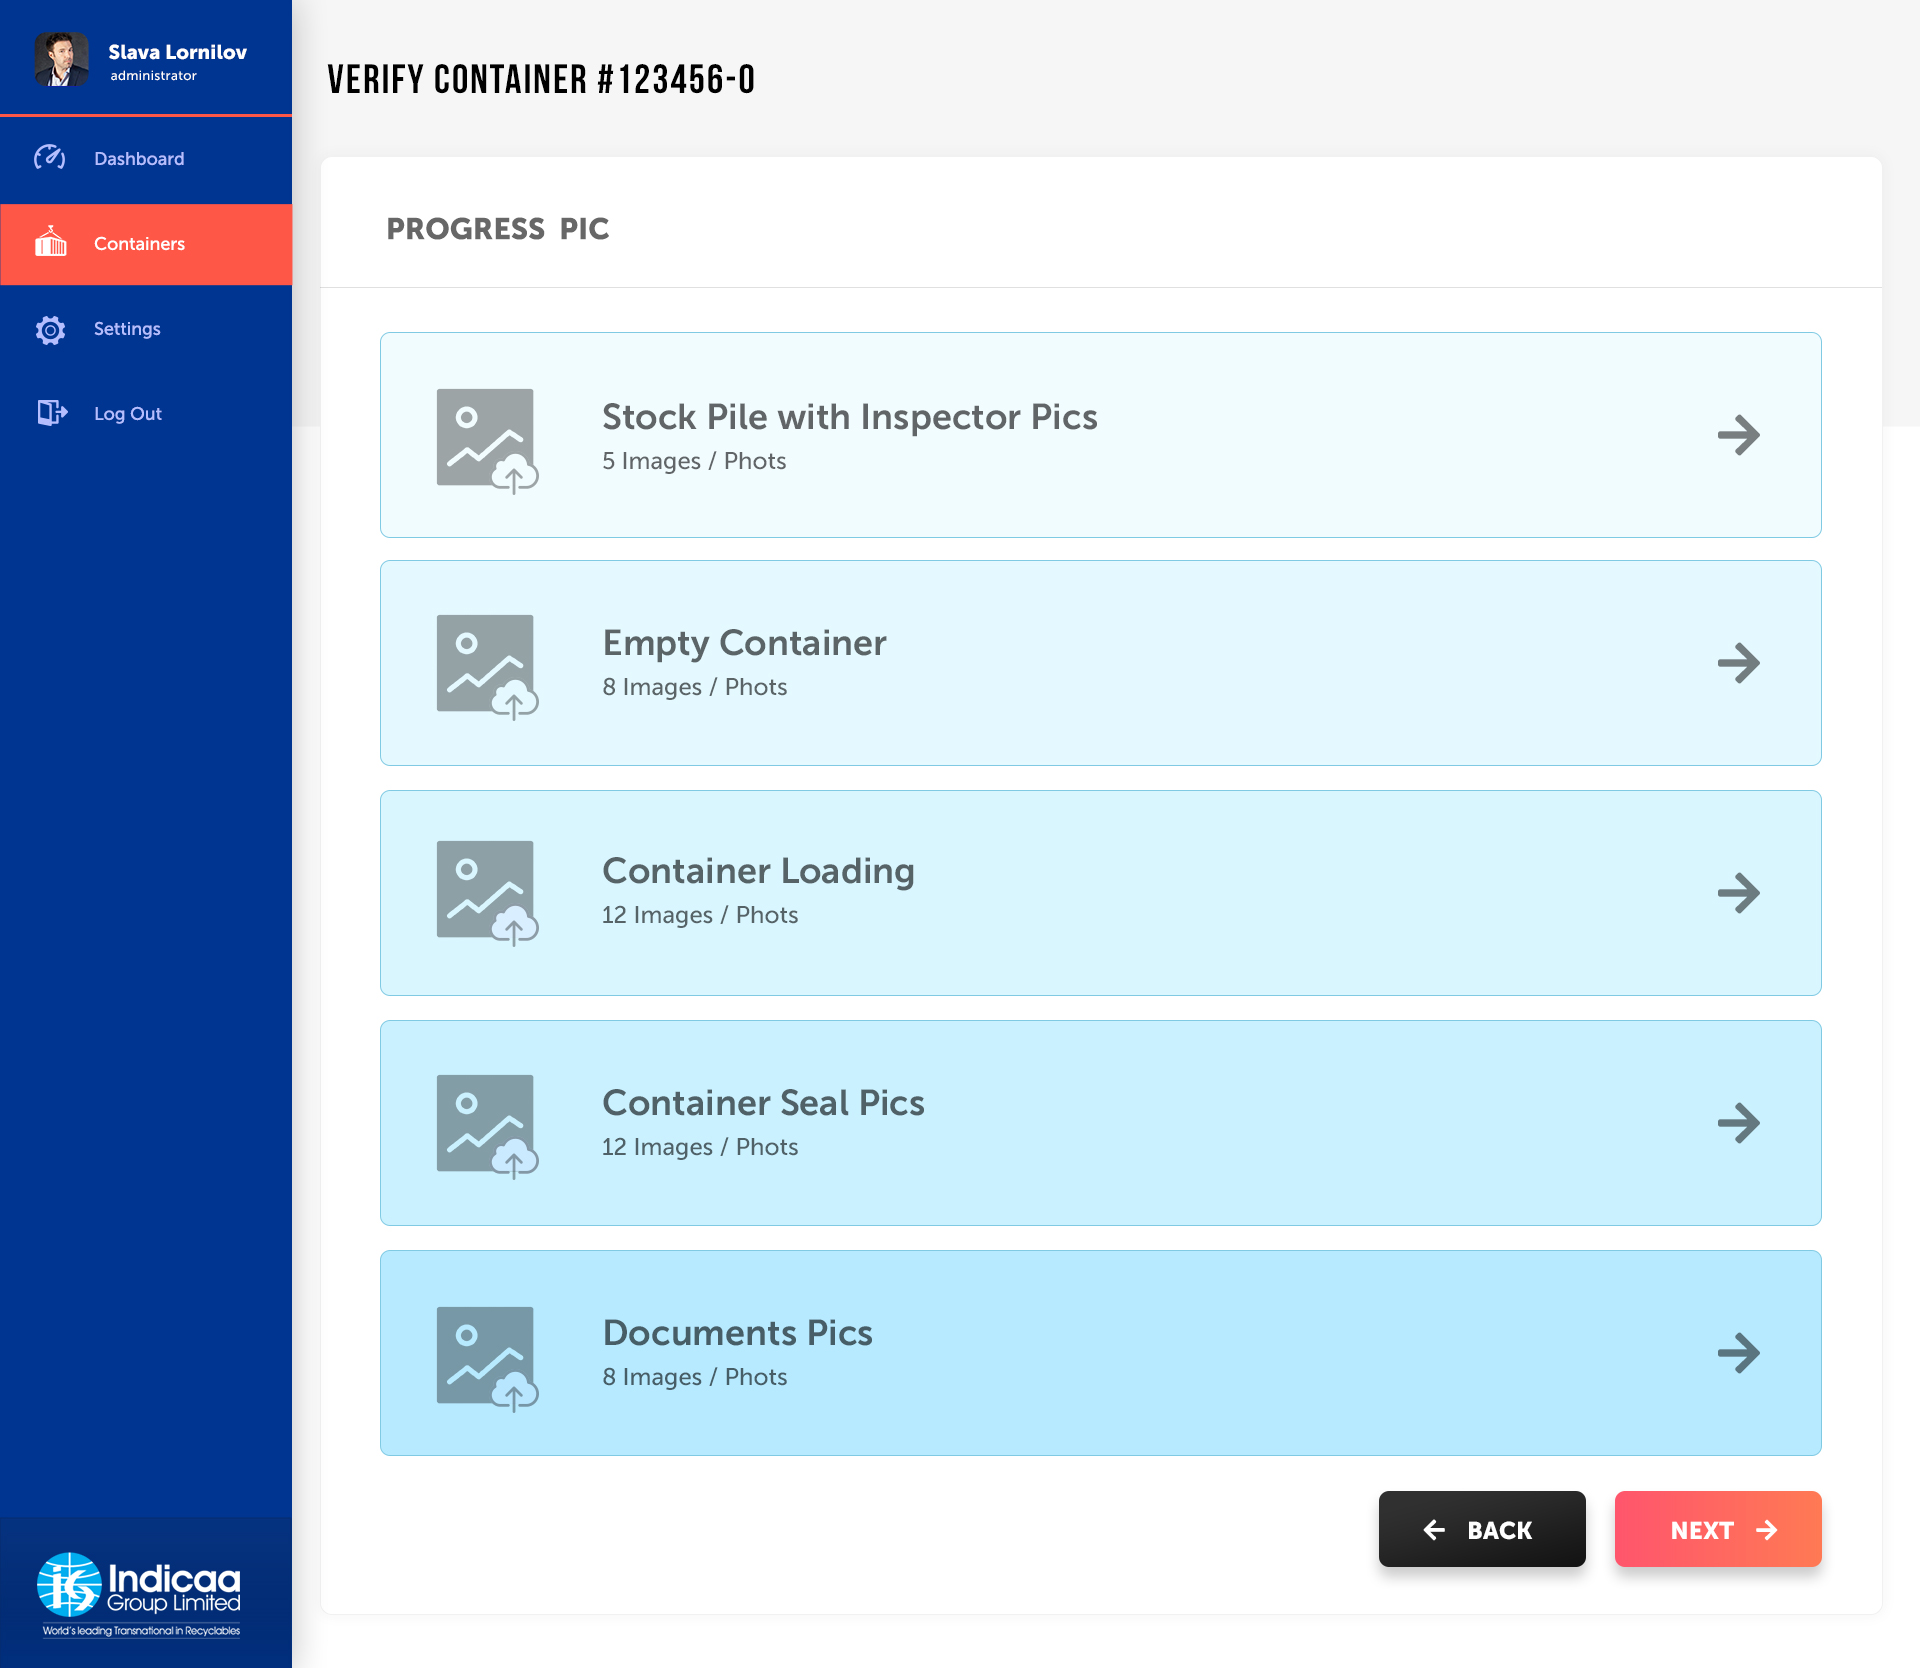 Slava Lornilov
administrator
Dashboard
Containers
Settings
Log Out
Indicaa
Group Limited
World's leading Transnational in Recyclables
VERIFY CONTAINER #123456-0
PROGRESS PIC
Stock Pile with Inspector Pics
5 Images / Phots
Empty Container
8 Images / Phots
Container Loading
12 Images / Phots
Container Seal Pics
12 Images / Phots
Documents Pics
8 Images / Phots
BACK
NEXT